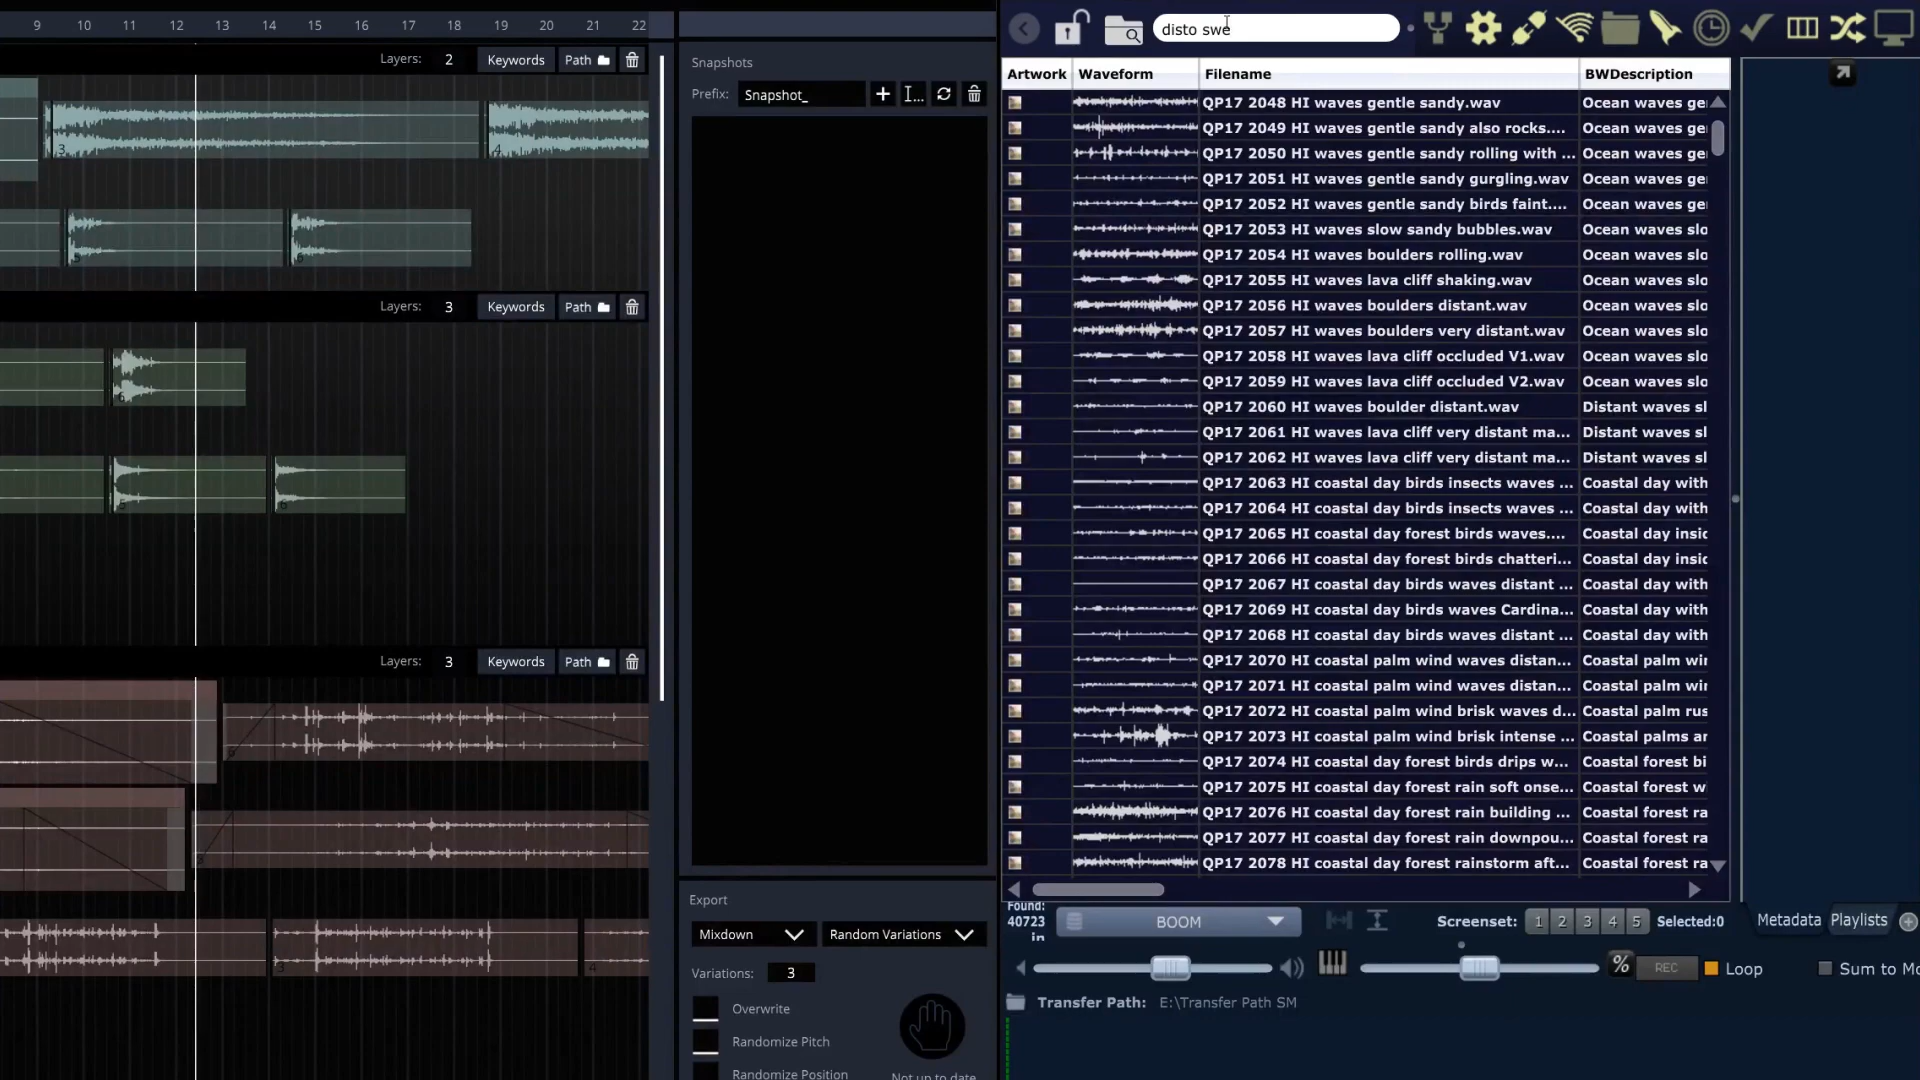 9 10 11 12 13 14 15 16 17 18 19 20 21 22
Layers: 2 Keywords Path
3
4
5
6
Layers: 3 Keywords Path
6
5
6
Layers: 3 Keywords Path
3
4
Snapshots
Prefix: Snapshot_
Export
Mixdown Random Variations
Variations: 3
Overwrite
Randomize Pitch
Randomize Position
Not up to date
disto swe
Artwork Waveform Filename BWDescription
QP17 2048 HI waves gentle sandy.wav Ocean waves ge
QP17 2049 HI waves gentle sandy also rocks.... Ocean waves ge
QP17 2050 HI waves gentle sandy rolling with ... Ocean waves ge
QP17 2051 HI waves gentle sandy gurgling.wav Ocean waves ge
QP17 2052 HI waves gentle sandy birds faint.... Ocean waves ge
QP17 2053 HI waves slow sandy bubbles.wav Ocean waves slo
QP17 2054 HI waves boulders rolling.wav Ocean waves slo
QP17 2055 HI waves lava cliff shaking.wav Ocean waves slo
QP17 2056 HI waves boulders distant.wav Ocean waves slo
QP17 2057 HI waves boulders very distant.wav Ocean waves slo
QP17 2058 HI waves lava cliff occluded V1.wav Ocean waves slo
QP17 2059 HI waves lava cliff occluded V2.wav Ocean waves slo
QP17 2060 HI waves boulder distant.wav Distant waves sl
QP17 2061 HI waves lava cliff very distant ma... Distant waves sl
QP17 2062 HI waves lava cliff very distant ma... Distant waves sl
QP17 2063 HI coastal day birds insects waves ... Coastal day with
QP17 2064 HI coastal day birds insects waves ... Coastal day with
QP17 2065 HI coastal day forest birds waves.... Coastal day insid
QP17 2066 HI coastal day forest birds chatteri... Coastal day insid
QP17 2067 HI coastal day birds waves distant ... Coastal day with
QP17 2069 HI coastal day birds waves Cardina... Coastal day with
QP17 2068 HI coastal day birds waves distant ... Coastal day with
QP17 2070 HI coastal palm wind waves distan... Coastal palm wir
QP17 2071 HI coastal palm wind waves distan... Coastal palm wir
QP17 2072 HI coastal palm wind brisk waves d... Coastal palm rus
QP17 2073 HI coastal palm wind brisk intense ... Coastal palms ar
QP17 2074 HI coastal day forest birds drips w... Coastal forest bi
QP17 2075 HI coastal day forest rain soft onse... Coastal forest w
QP17 2076 HI coastal day forest rain building ... Coastal forest ra
QP17 2077 HI coastal day forest rain downpou... Coastal forest ra
QP17 2078 HI coastal day forest rainstorm aft... Coastal forest ra
Found:
40723
in
BOOM Screenset: 1 2 3 4 5 Selected:0 Metadata Playlists
% REC Loop Sum to Mo
Transfer Path: E:\Transfer Path SM